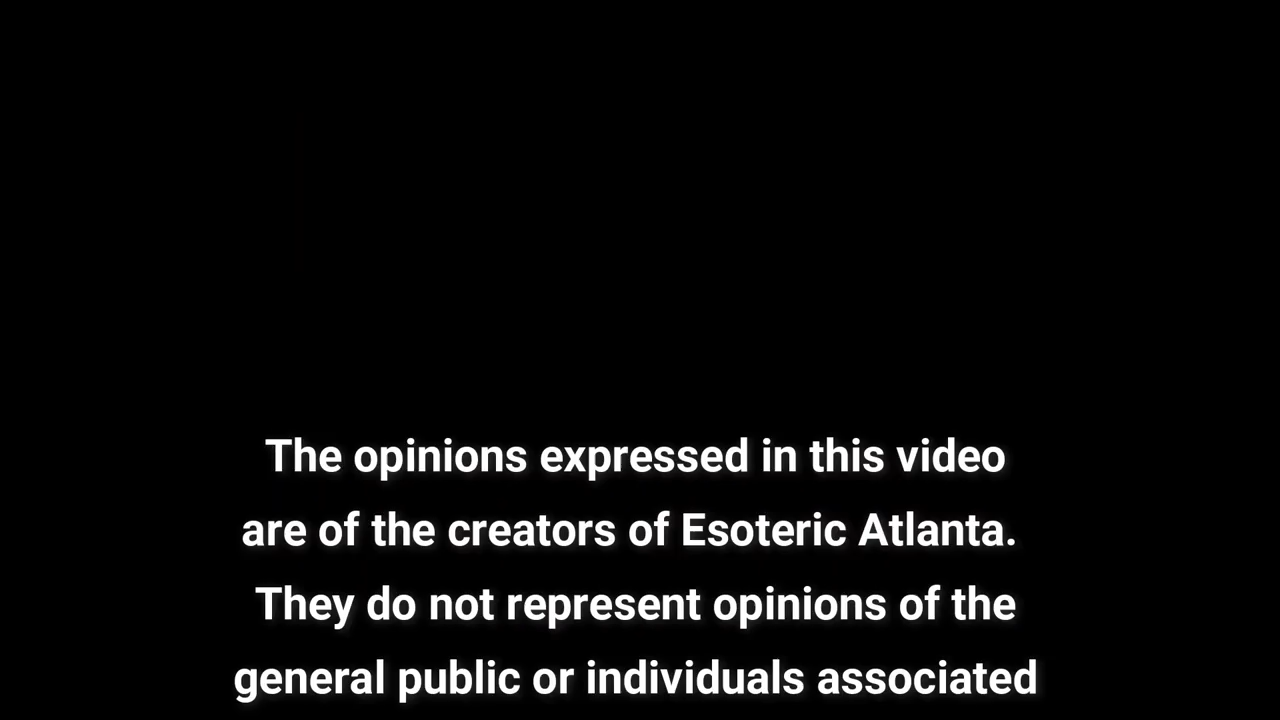 The opinions expressed in this video
are of the creators of Esoteric Atlanta.
They do not represent opinions of the
general public or individuals associated